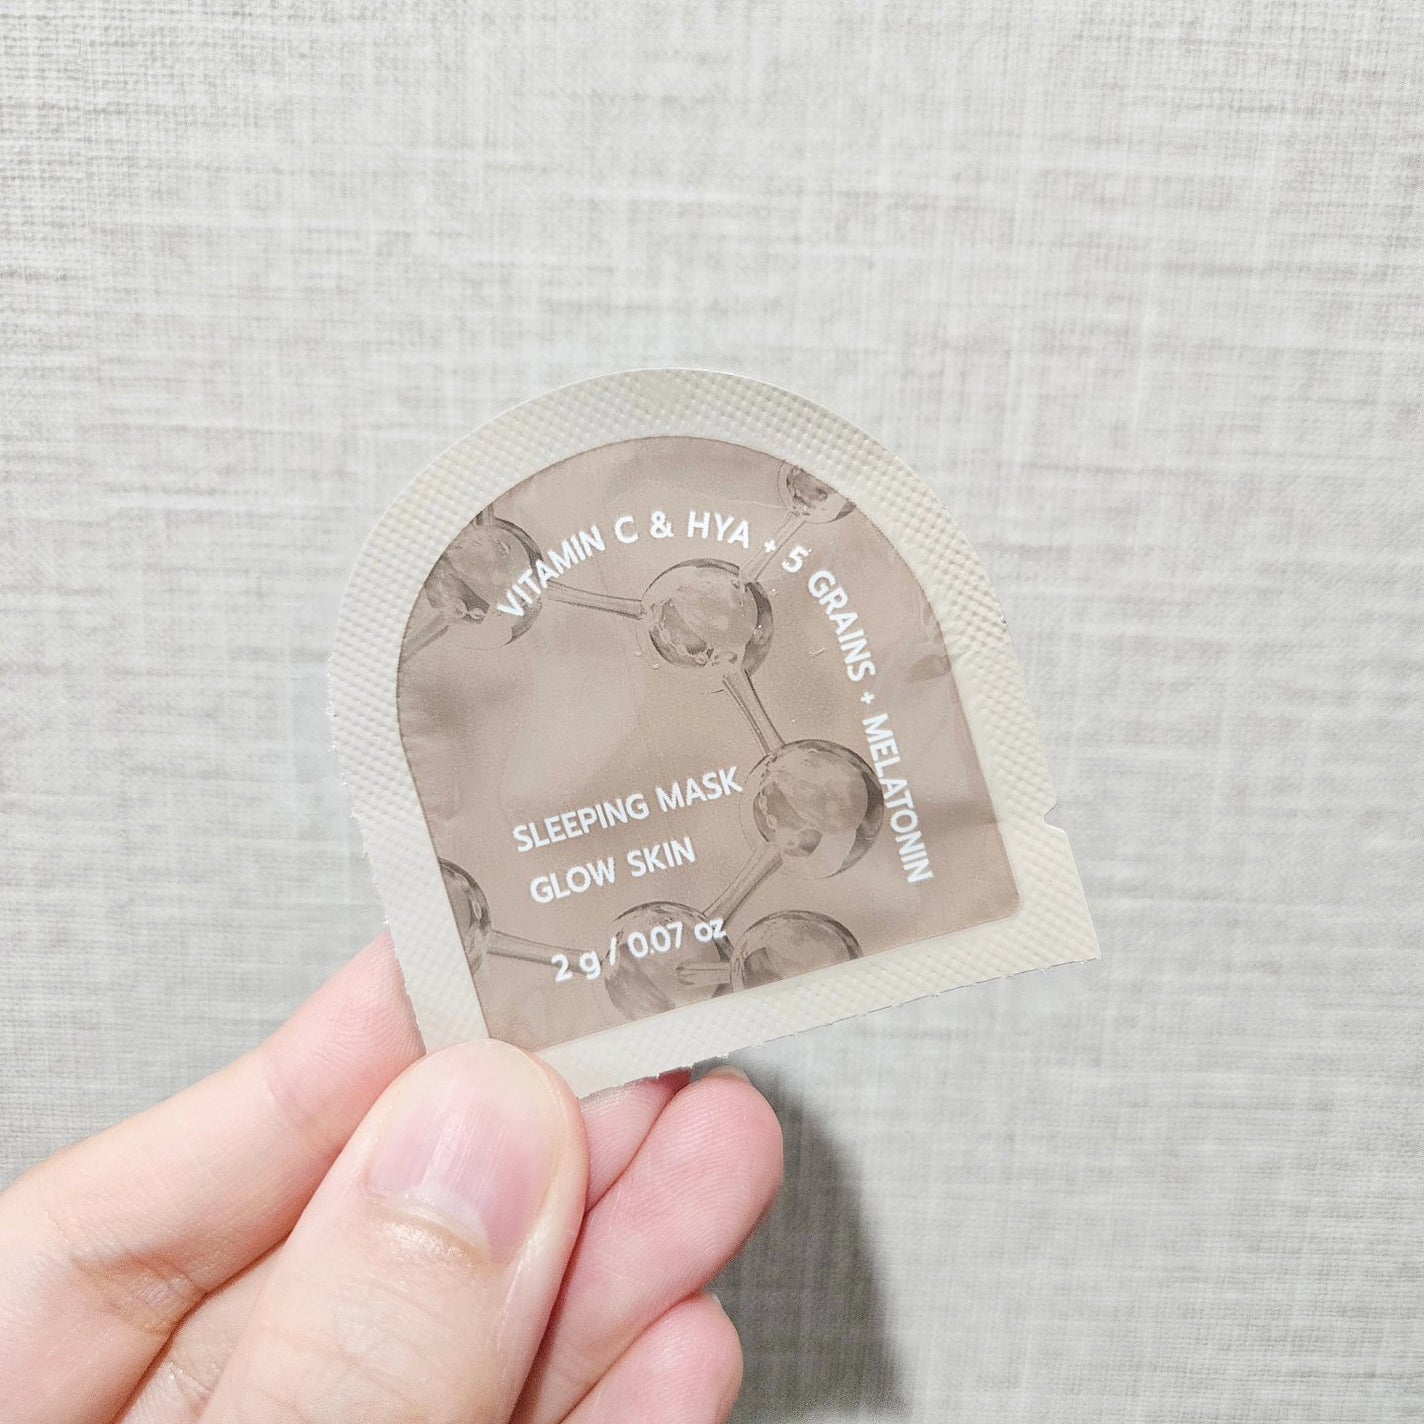 VITAMIN C & HYA + 5 GRAINS + MELATONIN
SLEEPING MASK
GLOW SKIN
2 g / 0.07 oz